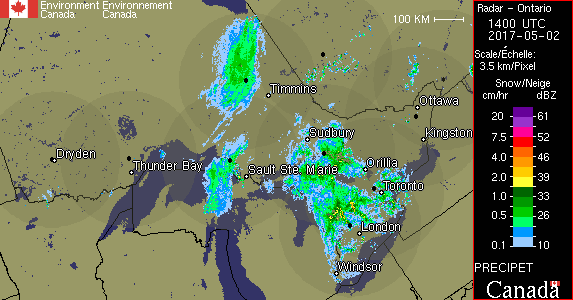 Environment Environnement
Canada Canada
100 KM
Timmins
Ottawa
Sudbury
Kingston
Dryden
Thunder Bay
Sault Ste. Marie
Orillia
Toronto
London
Windsor
Radar - Ontario
1400 UTC
2017-05-02
Scale/Échelle:
3.5 km/Pixel
Snow/Neige
cm/hr dBZ
20 61
7.5 57
5.0 52
4.0 46
2.0 39
1.0 33
0.5 26
0.1 10
PRECIPET
Canada